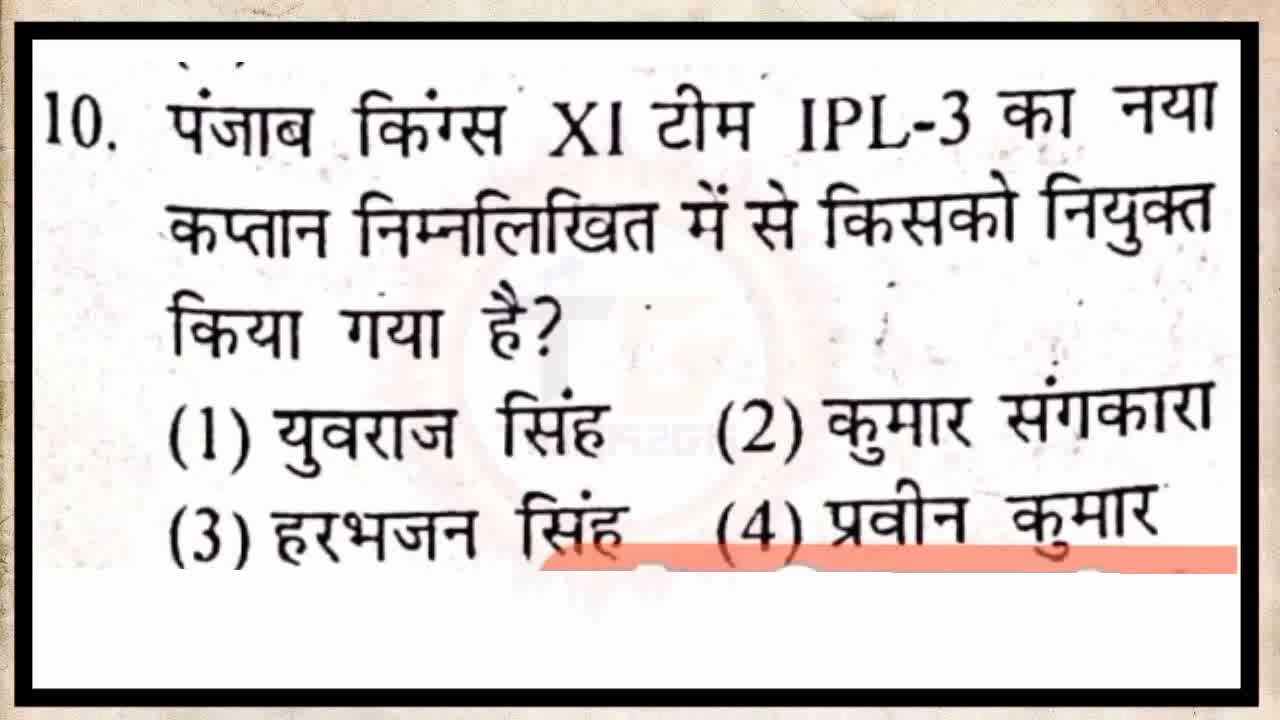 10. पंजाब किंग्स XI टीम IPL-3 का नया
कप्तान निम्नलिखित में से किसको नियुक्त
किया गया है?
(1) युवराज सिंह (2) कुमार संगकारा
(3) हरभजन सिंह (4) प्रवीन कुमार